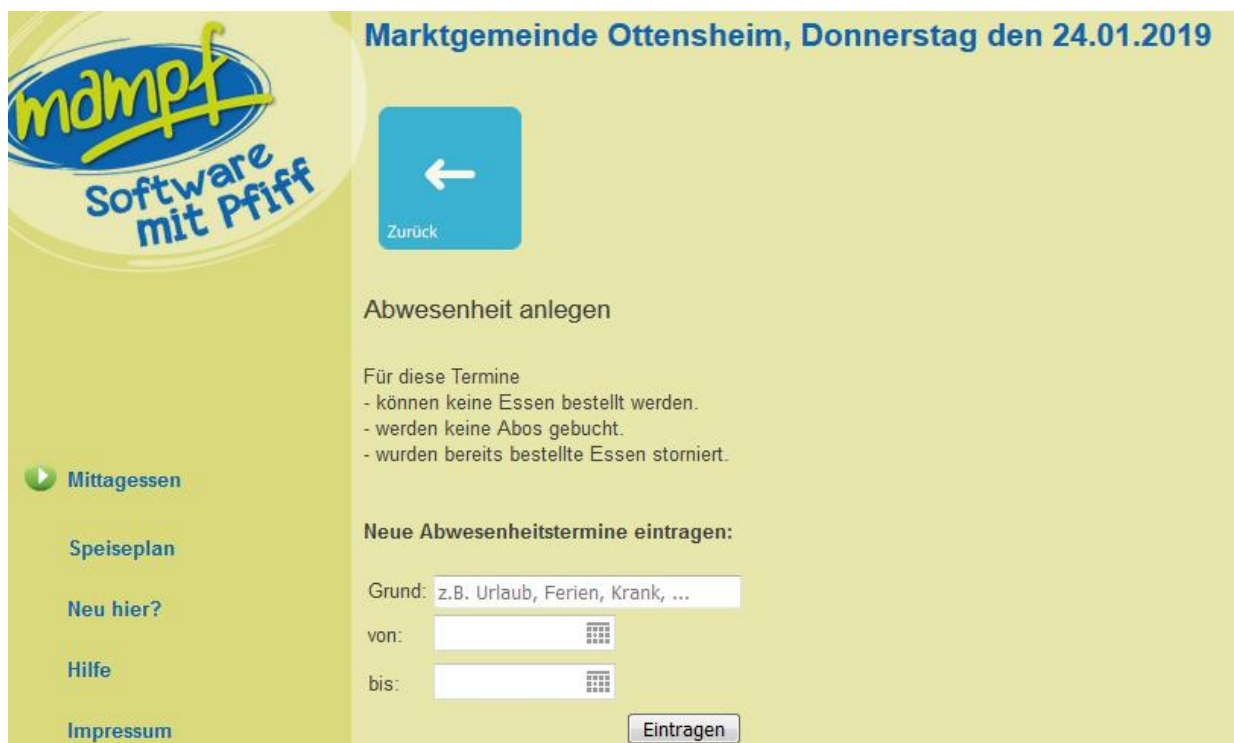 mampf
Software
mit Pfiff
Marktgemeinde Ottensheim, Donnerstag den 24.01.2019
Zurück
Abwesenheit anlegen
Für diese Termine
- können keine Essen bestellt werden.
- werden keine Abos gebucht.
- wurden bereits bestellte Essen storniert.
Neue Abwesenheitstermine eintragen:
Grund: z.B. Urlaub, Ferien, Krank, ...
von:
bis:
Eintragen
Mittagessen
Speiseplan
Neu hier?
Hilfe
Impressum